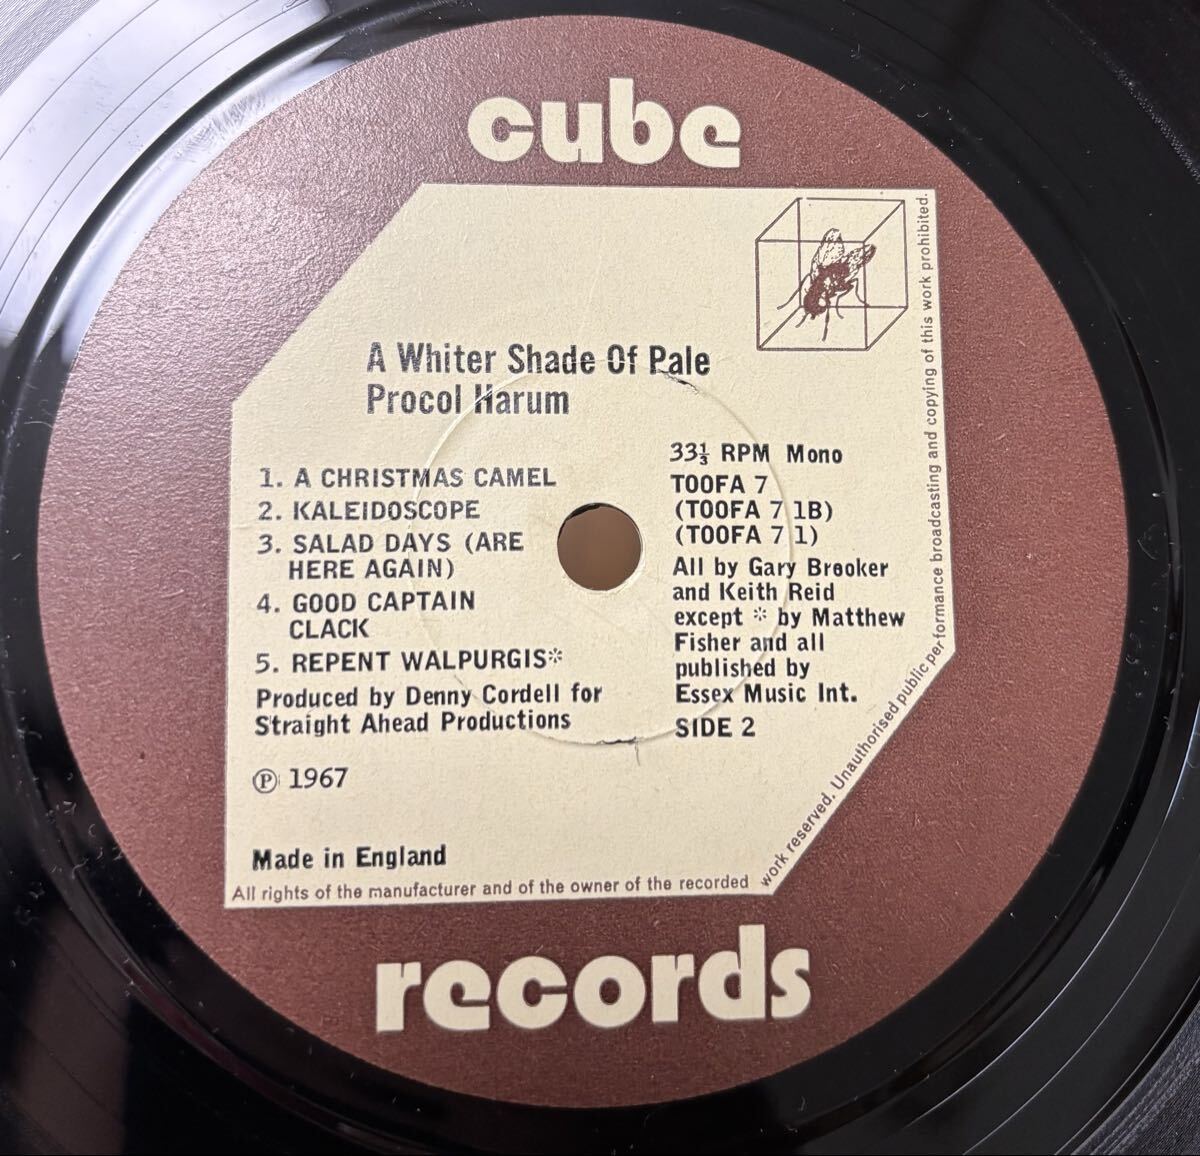 cube
A Whiter Shade Of Pale
Procol Harum
1. A CHRISTMAS CAMEL
2. KALEIDOSCOPE
3. SALAD DAYS (ARE
HERE AGAIN)
4. GOOD CAPTAIN
CLACK
5. REPENT WALPURGIS*
Produced by Denny Cordell for
Straight Ahead Productions
℗ 1967
Made in England
33⅓ RPM Mono
TOOFA 7
(TOOFA 7 1B)
(TOOFA 7 1)
All by Gary Brooker
and Keith Reid
except * by Matthew
Fisher and all
published by
Essex Music Int.
SIDE 2
All rights of the manufacturer and of the owner of the recorded
work reserved. Unauthorised public performance broadcasting and copying of this work prohibited.
records